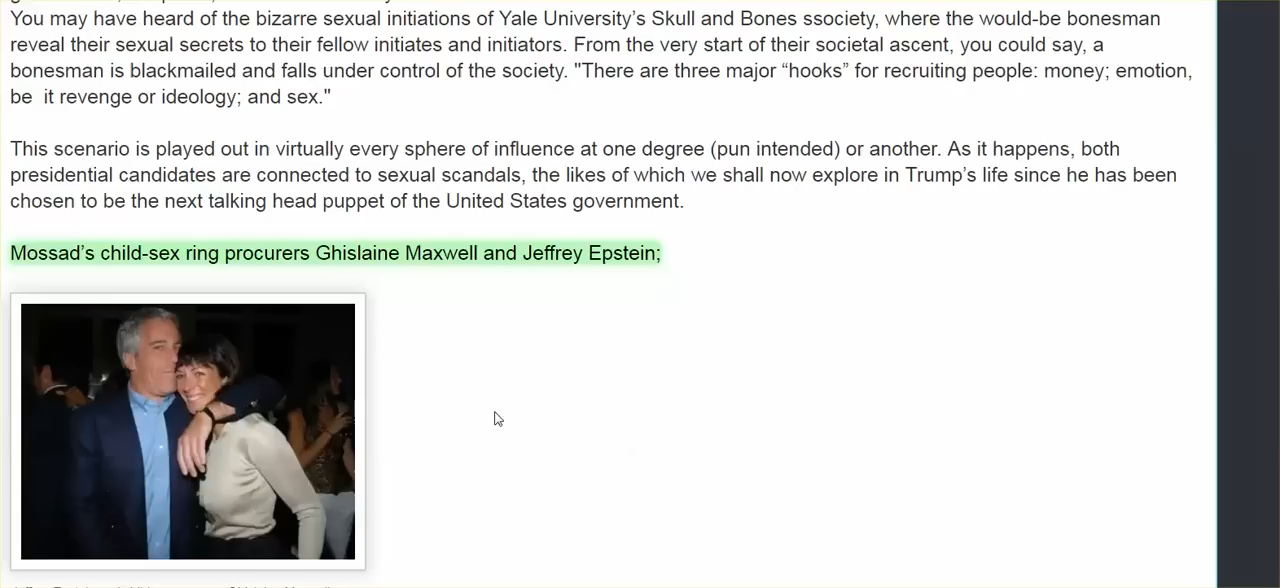 You may have heard of the bizarre sexual initiations of Yale University’s Skull and Bones ssociety, where the would-be bonesman
reveal their sexual secrets to their fellow initiates and initiators. From the very start of their societal ascent, you could say, a
bonesman is blackmailed and falls under control of the society. "There are three major “hooks” for recruiting people: money; emotion,
be  it revenge or ideology; and sex."
This scenario is played out in virtually every sphere of influence at one degree (pun intended) or another. As it happens, both
presidential candidates are connected to sexual scandals, the likes of which we shall now explore in Trump’s life since he has been
chosen to be the next talking head puppet of the United States government.
Mossad’s child-sex ring procurers Ghislaine Maxwell and Jeffrey Epstein;